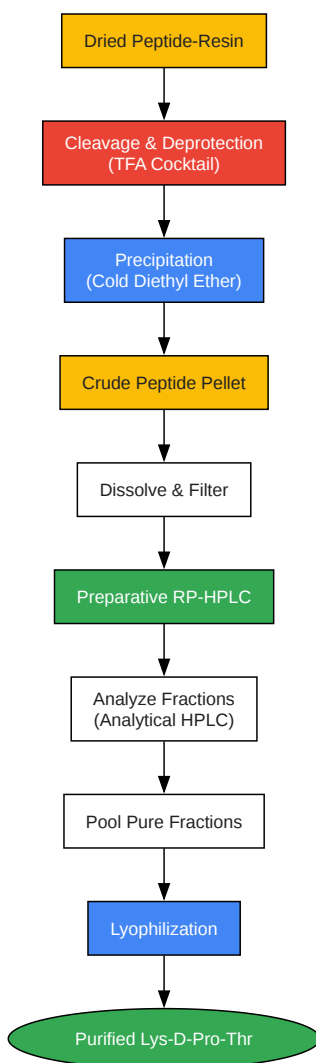 Dried Peptide-Resin
Cleavage & Deprotection
(TFA Cocktail)
Precipitation
(Cold Diethyl Ether)
Crude Peptide Pellet
Dissolve & Filter
Preparative RP-HPLC
Analyze Fractions
(Analytical HPLC)
Pool Pure Fractions
Lyophilization
Purified Lys-D-Pro-Thr